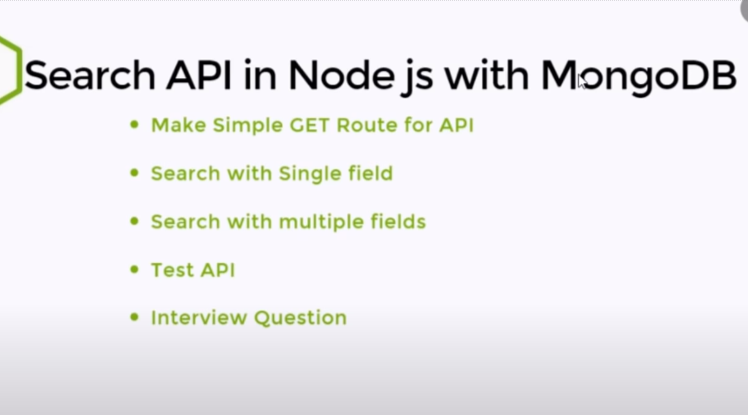 Search API in Node js with MongoDB
• Make Simple GET Route for API
• Search with Single field
• Search with multiple fields
• Test API
• Interview Question